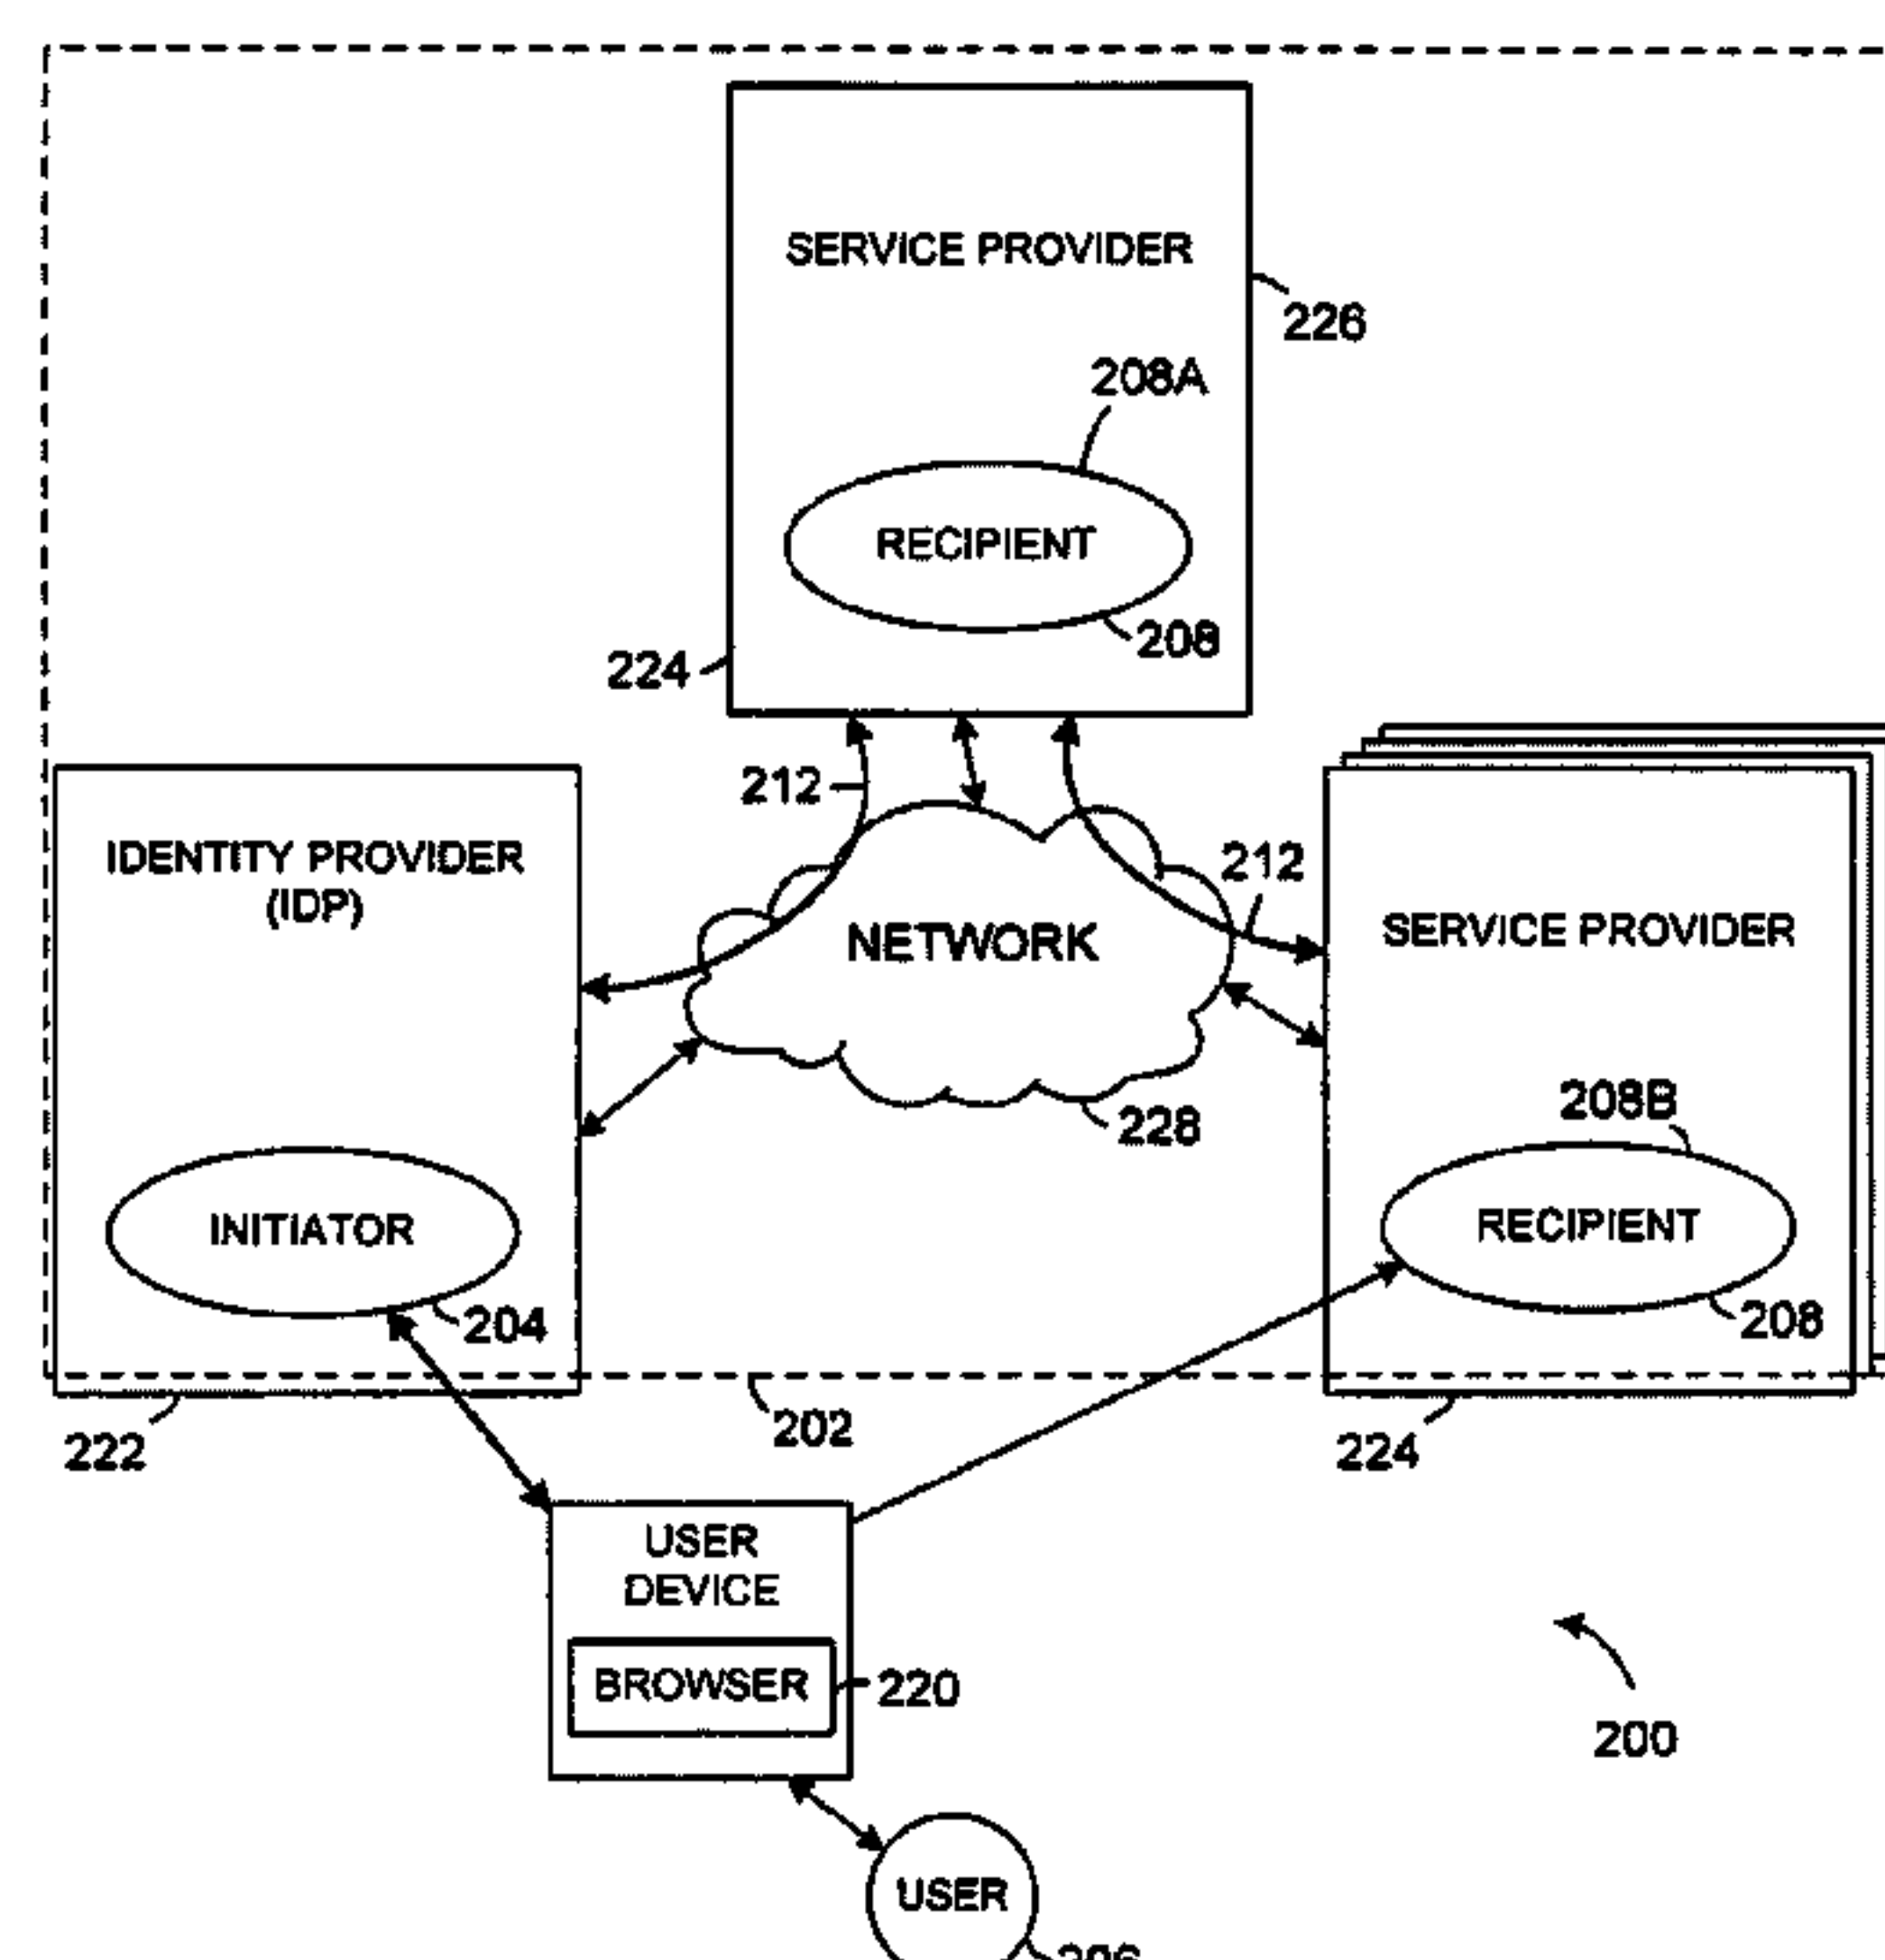 SERVICE PROVIDER
226
208A
RECIPIENT
208
224
212
IDENTITY PROVIDER
(IDP)
212
NETWORK
SERVICE PROVIDER
228
208B
INITIATOR
RECIPIENT
204
208
202
222
224
USER
DEVICE
BROWSER
220
200
USER